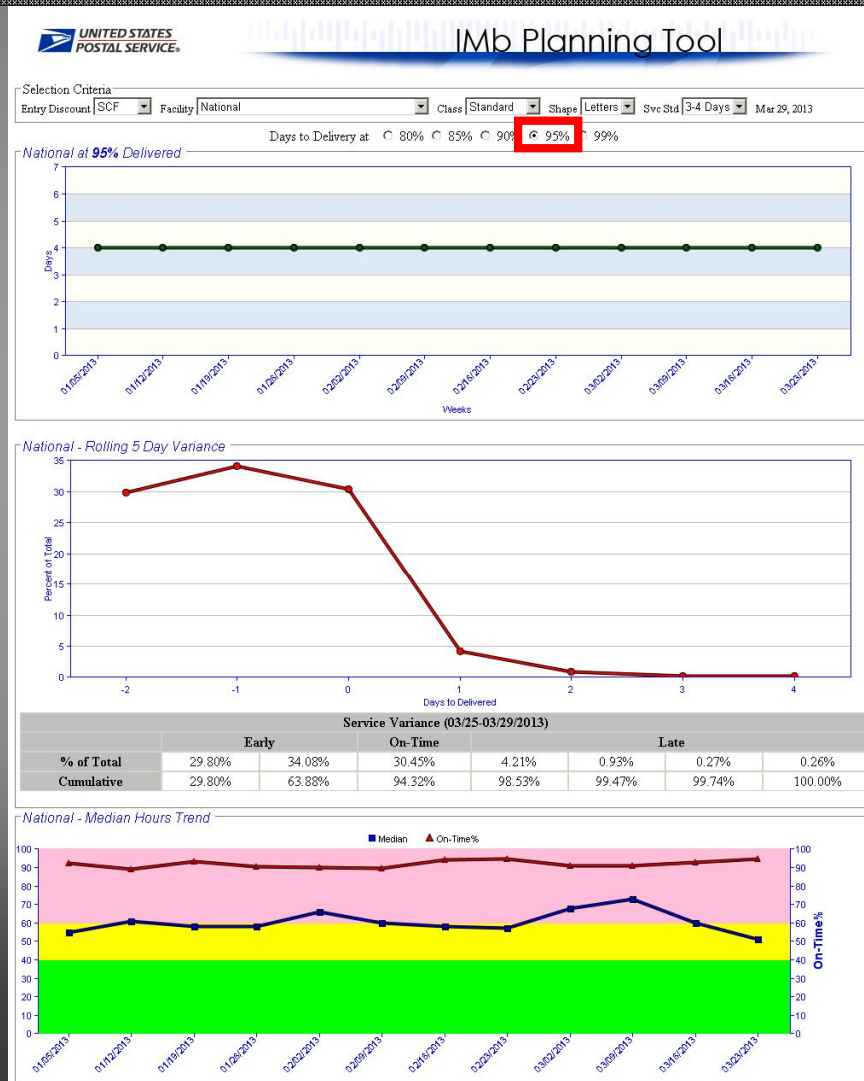 UNITED STATES
POSTAL SERVICE®
IMb Planning Tool
Selection Criteria
Entry Discount SCF Facility National Class Standard Shape Letters Svc Std 3-4 Days Mar 29, 2013
Days to Delivery at 80% 85% 90% 95% 99%
National at 95% Delivered
7
6
5
4
3
2
1
0
Days
01/05/2013 01/12/2013 01/19/2013 01/26/2013 02/02/2013 02/09/2013 02/16/2013 02/23/2013 03/02/2013 03/09/2013 03/16/2013 03/23/2013
Weeks
National - Rolling 5 Day Variance
35
30
25
20
15
10
5
0
Percent of Total
-2 -1 0 1 2 3 4
Days to Delivered
Service Variance (03/25-03/29/2013)
Early On-Time Late
% of Total 29.80% 34.08% 30.45% 4.21% 0.93% 0.27% 0.26%
Cumulative 29.80% 63.88% 94.32% 98.53% 99.47% 99.74% 100.00%
National - Median Hours Trend
Median On-Time%
100 100
90 90
80 80
70 70
60 60
50 50
40 40
30 30
20 20
10 10
0 0
On-Time%
01/05/2013 01/12/2013 01/19/2013 01/26/2013 02/02/2013 02/09/2013 02/16/2013 02/23/2013 03/02/2013 03/09/2013 03/16/2013 03/23/2013